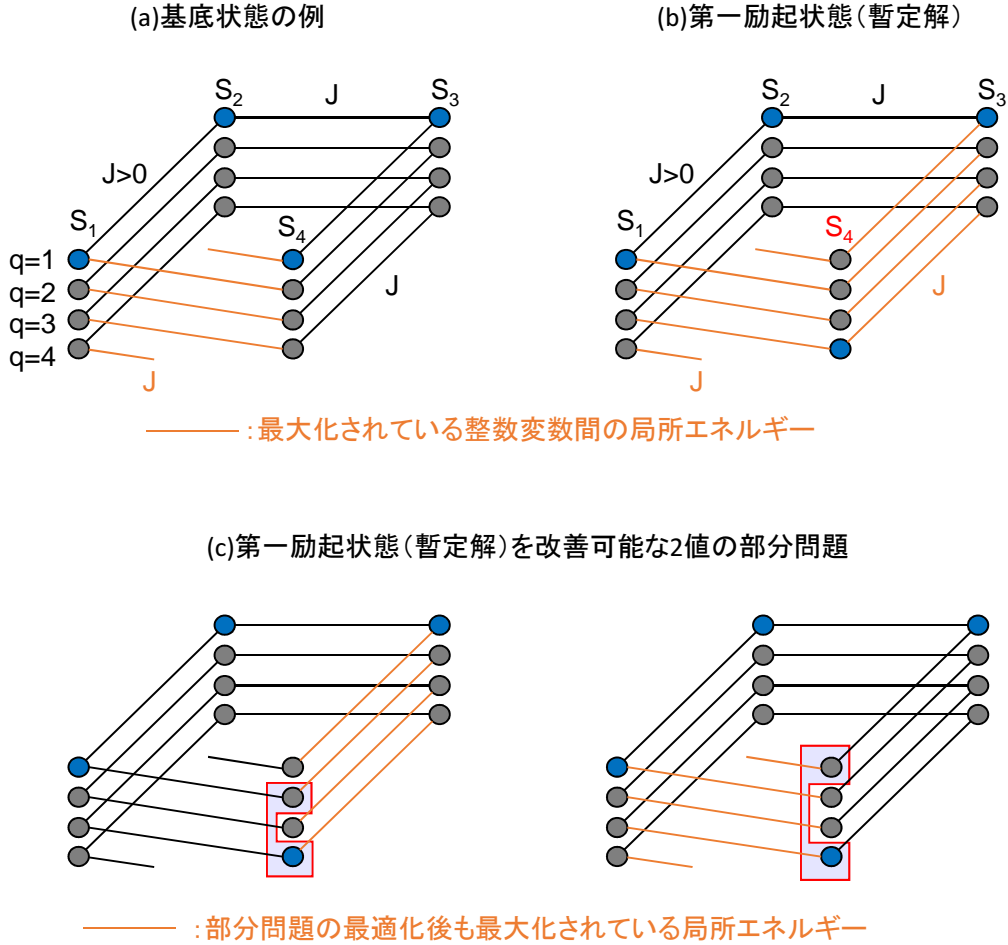 (a)基底状態の例
(b)第一励起状態(暫定解)
S2 J S3
J>0
S1 S4
q=1
q=2
q=3
q=4
J
J
S2 J S3
J>0
S1 S4
J
J
:最大化されている整数変数間の局所エネルギー
(c)第一励起状態(暫定解)を改善可能な2値の部分問題
:部分問題の最適化後も最大化されている局所エネルギー